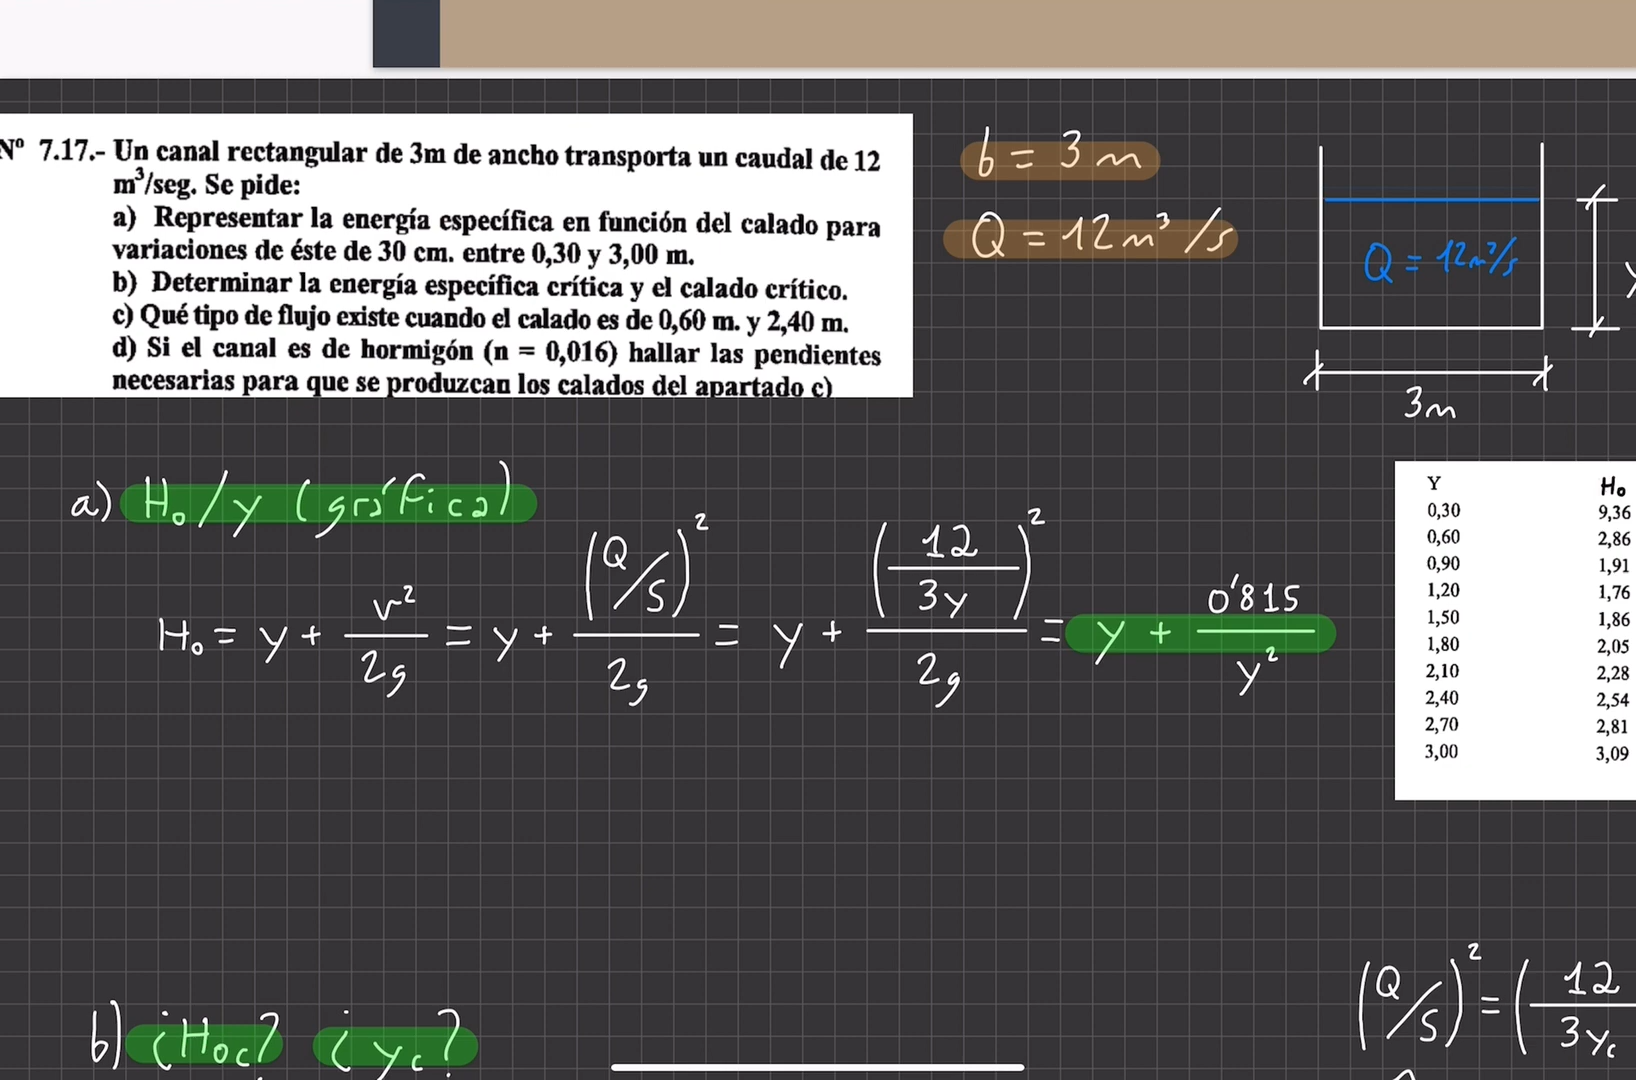 Nº 7.17.- Un canal rectangular de 3m de ancho transporta un caudal de 12
m³/seg. Se pide:
a) Representar la energía específica en función del calado para
variaciones de éste de 30 cm. entre 0,30 y 3,00 m.
b) Determinar la energía específica crítica y el calado crítico.
c) Qué tipo de flujo existe cuando el calado es de 0,60 m. y 2,40 m.
d) Si el canal es de hormigón (n = 0,016) hallar las pendientes
necesarias para que se produzcan los calados del apartado c)
b = 3 m
Q = 12 m³/s
Q = 12 m³/s
y
3m
a) H₀/y (gráfica)
H₀ = y + v²/2g = y + (Q/S)²/2g = y + (12/3y)²/2g = y + 0'815/y²
Y H₀
0,30 9,36
0,60 2,86
0,90 1,91
1,20 1,76
1,50 1,86
1,80 2,05
2,10 2,28
2,40 2,54
2,70 2,81
3,00 3,09
b) ¿H₀c? ¿yc?
(Q/S)² = (12/3yc